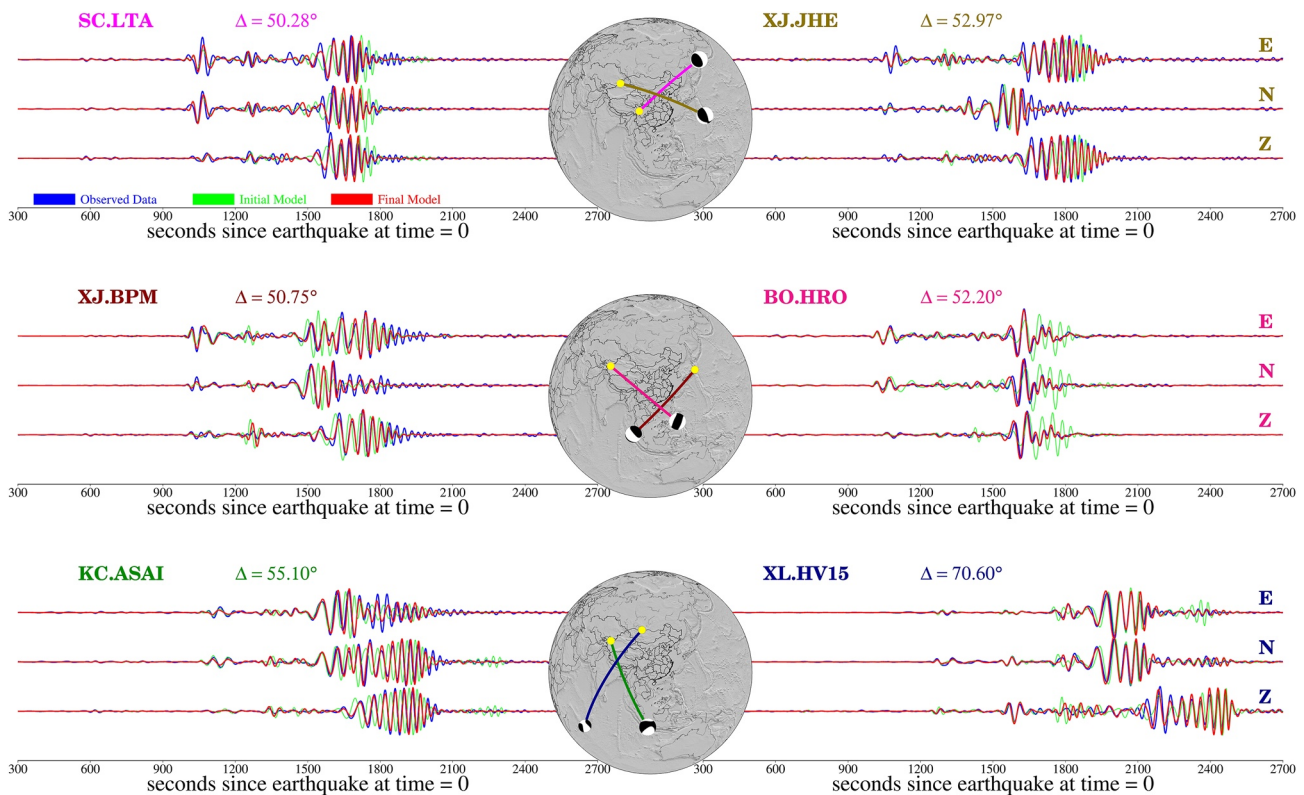 SC.LTA Δ = 50.28° XJ.JHE Δ = 52.97°
E
N
Z
Observed Data Initial Model Final Model
300 600 900 1200 1500 1800 2100 2400 2700 300 600 900 1200 1500 1800 2100 2400 2700
seconds since earthquake at time = 0 seconds since earthquake at time = 0
XJ.BPM Δ = 50.75° BO.HRO Δ = 52.20°
E
N
Z
300 600 900 1200 1500 1800 2100 2400 2700 300 600 900 1200 1500 1800 2100 2400 2700
seconds since earthquake at time = 0 seconds since earthquake at time = 0
KC.ASAI Δ = 55.10° XL.HV15 Δ = 70.60°
E
N
Z
300 600 900 1200 1500 1800 2100 2400 2700 300 600 900 1200 1500 1800 2100 2400 2700
seconds since earthquake at time = 0 seconds since earthquake at time = 0